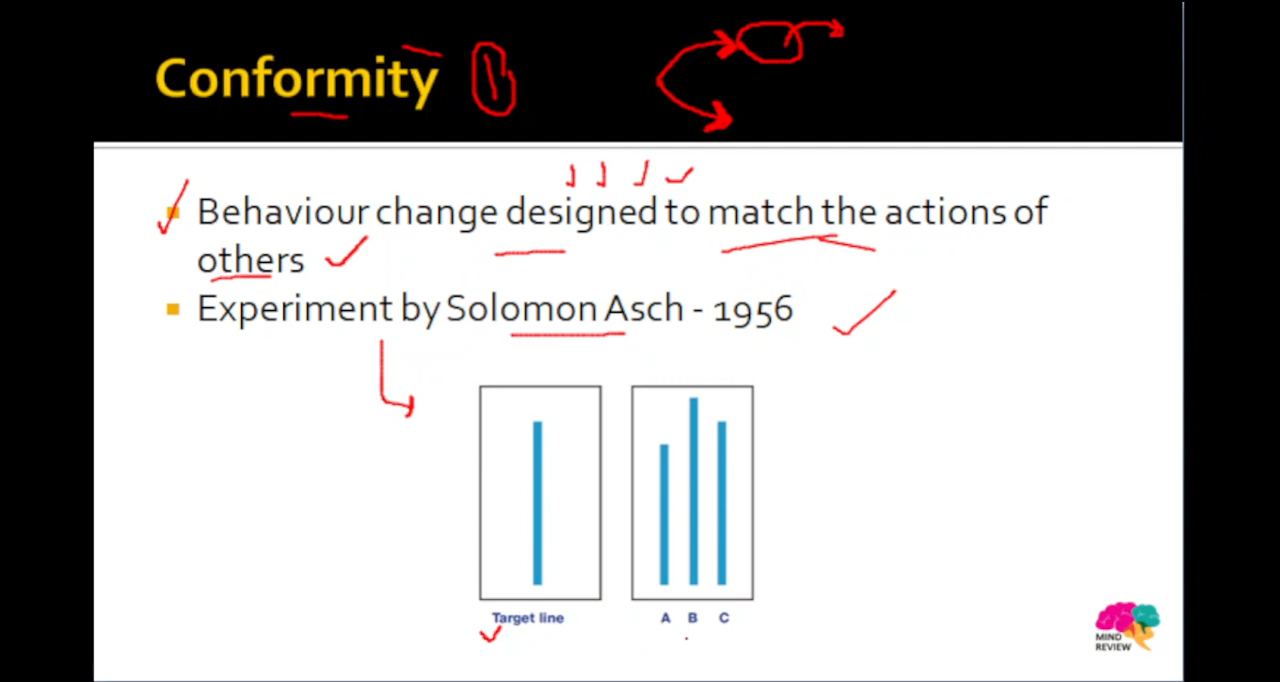 Conformity
Behaviour change designed to match the actions of
others
Experiment by Solomon Asch - 1956
Target line
A B C
MIND
REVIEW